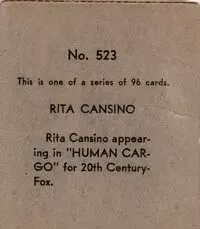 No. 523
This is one of a series of 96 cards.
RITA CANSINO
Rita Cansino appear-
ing in "HUMAN CAR-
GO" for 20th Century-
Fox.